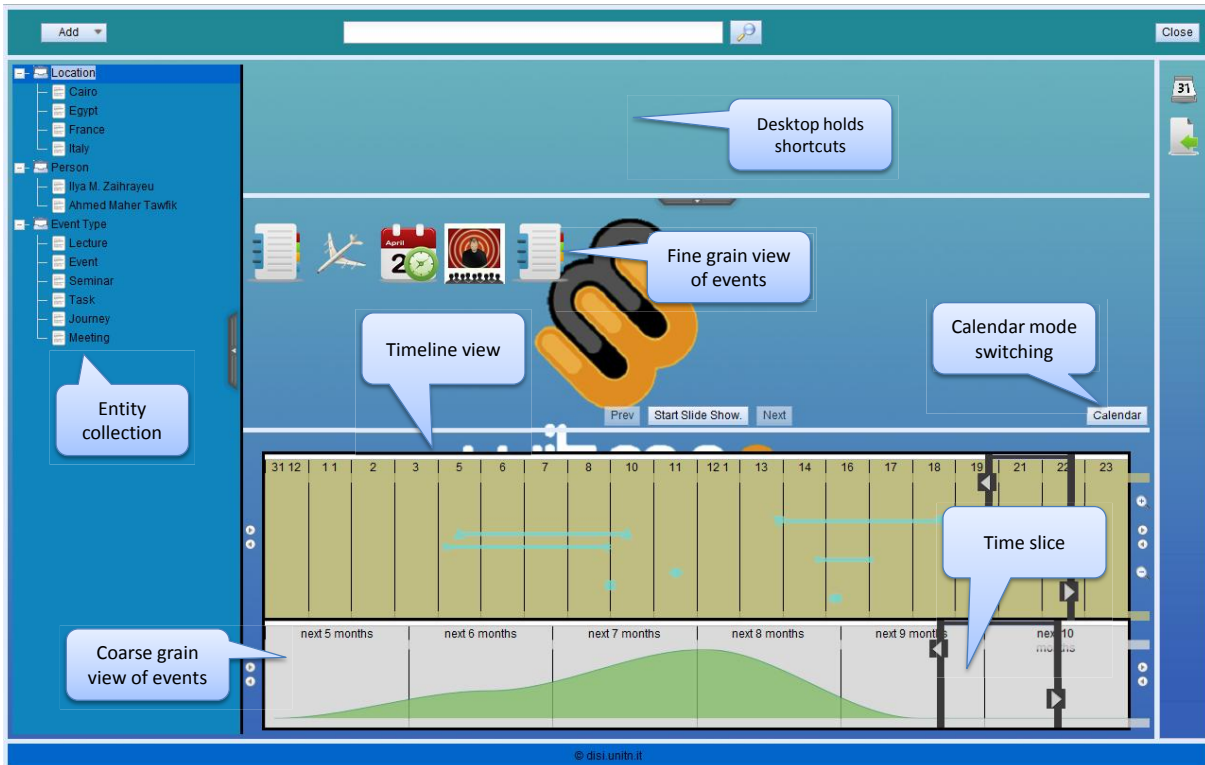 Add
Close
Location
Cairo
Egypt
France
Italy
Person
Ilya M. Zaihrayeu
Ahmed Maher Tawfik
Event Type
Lecture
Event
Seminar
Task
Journey
Meeting
Entity
collection
Desktop holds
shortcuts
31
April
2
Fine grain view
of events
Timeline view
Calendar mode
switching
Prev
Start Slide Show.
Next
Calendar
31 12 1 1 2 3 5 6 7 8 10 11 12 1 13 14 16 17 18 19 21 22 23
Time slice
next 5 months
next 6 months
next 7 months
next 8 months
next 9 months
next 10
months
Coarse grain
view of events
© disi.unitn.it